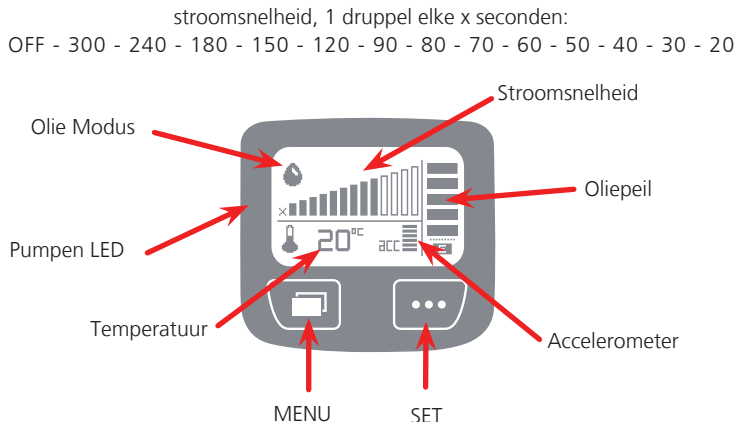 stroomsnelheid, 1 druppel elke x seconden:
OFF - 300 - 240 - 180 - 150 - 120 - 90 - 80 - 70 - 60 - 50 - 40 - 30 - 20
Stroomsnelheid
Olie Modus
Oliepeil
Pumpen LED
20°C
acc
Temperatuur
Accelerometer
MENU
SET